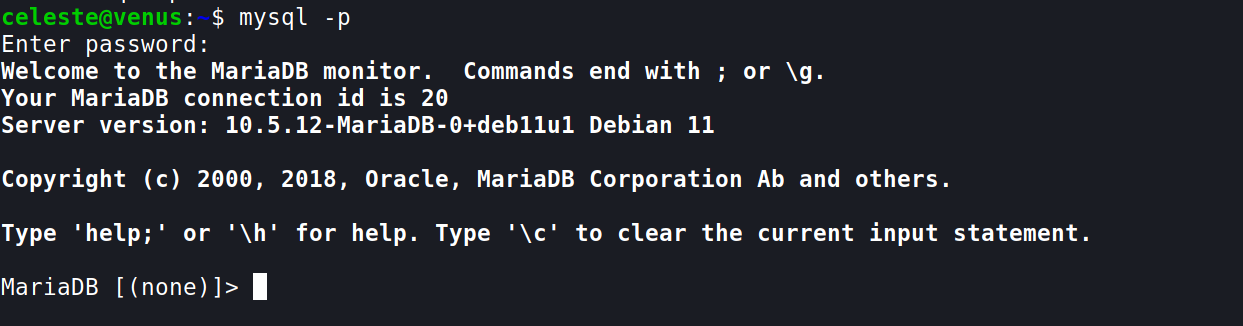 celeste@venus:~$ mysql -p
Enter password:
Welcome to the MariaDB monitor.  Commands end with ; or \g.
Your MariaDB connection id is 20
Server version: 10.5.12-MariaDB-0+deb11u1 Debian 11

Copyright (c) 2000, 2018, Oracle, MariaDB Corporation Ab and others.

Type 'help;' or '\h' for help. Type '\c' to clear the current input statement.

MariaDB [(none)]>